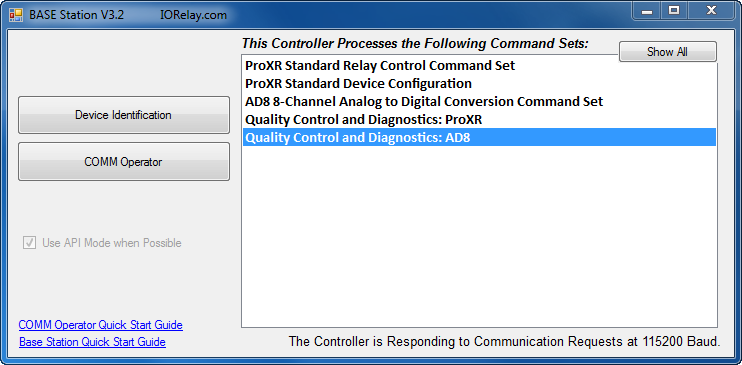 BASE Station V3.2 IORelay.com
This Controller Processes the Following Command Sets:
Show All
ProXR Standard Relay Control Command Set
ProXR Standard Device Configuration
AD8 8-Channel Analog to Digital Conversion Command Set
Quality Control and Diagnostics: ProXR
Quality Control and Diagnostics: AD8
Device Identification
COMM Operator
Use API Mode when Possible
COMM Operator Quick Start Guide
Base Station Quick Start Guide
The Controller is Responding to Communication Requests at 115200 Baud.